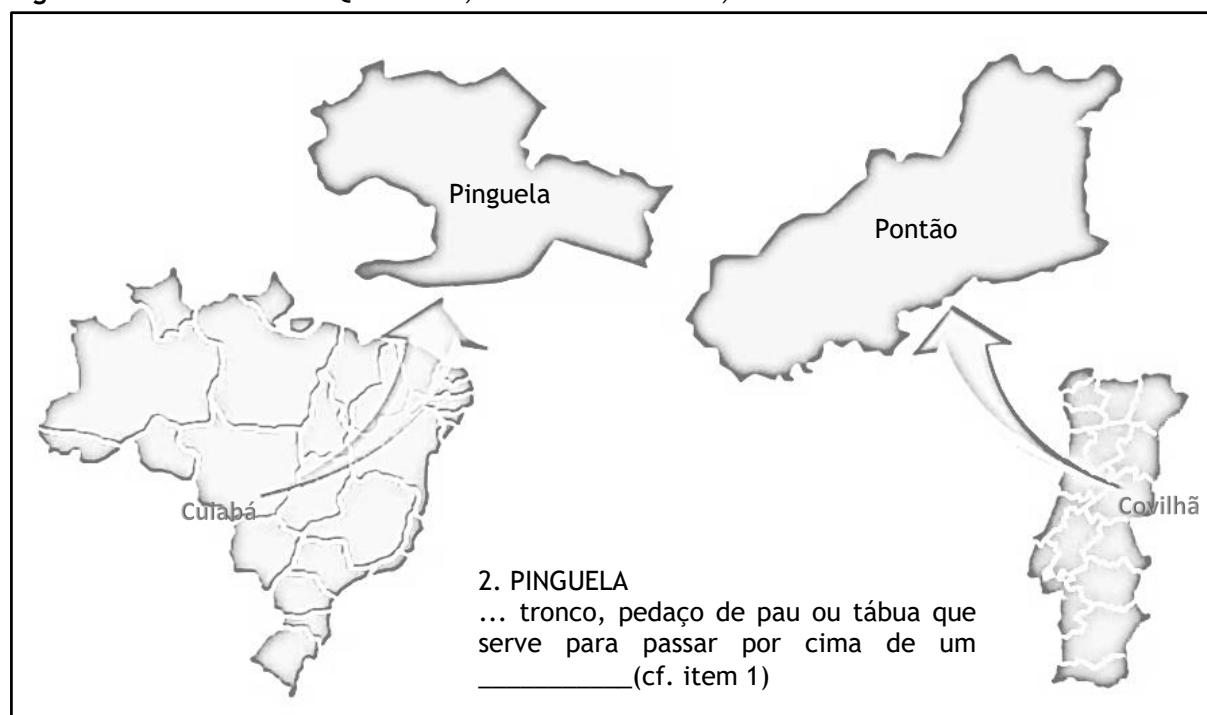 Pinguela
Pontão
Cuiabá
Covilhã
2. PINGUELA
... tronco, pedaço de pau ou tábua que
serve para passar por cima de um
___________(cf. item 1)